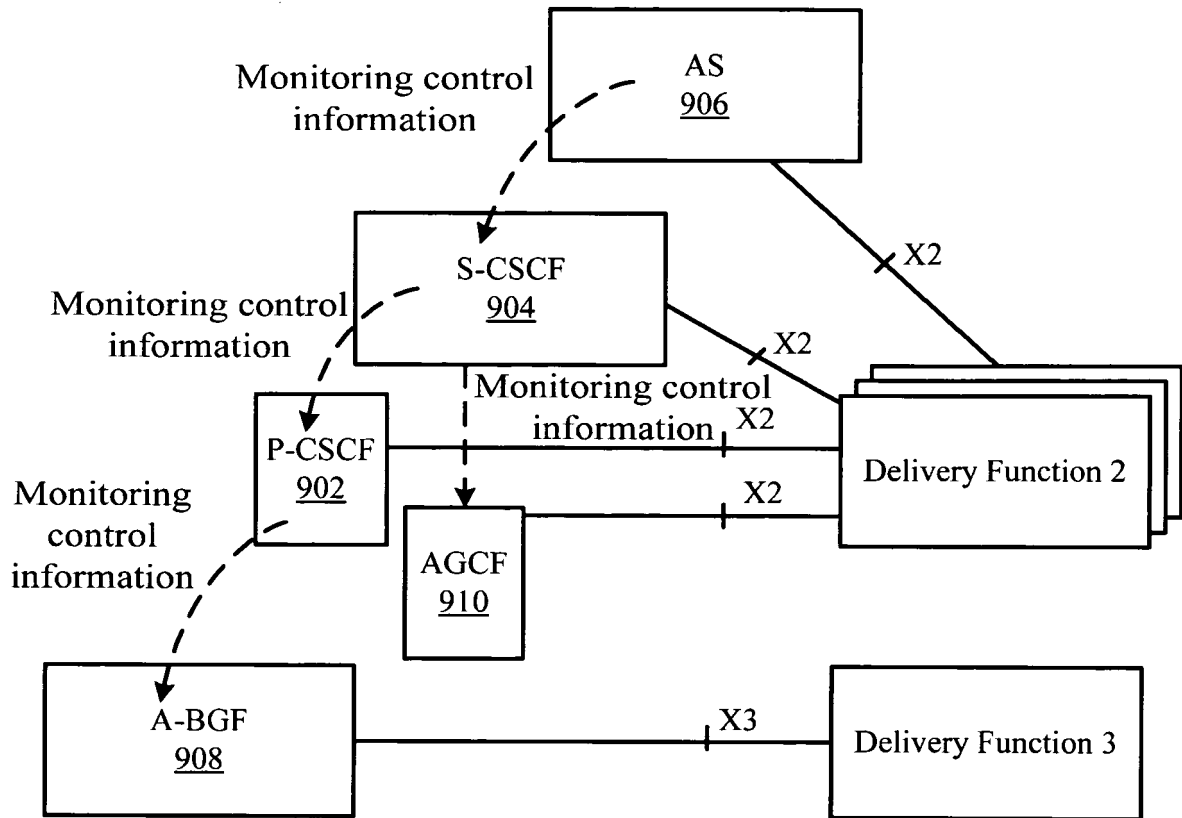 AS
906
Monitoring control
information
X2
S-CSCF
904
Monitoring control
information
X2
Monitoring control
information
X2
P-CSCF
902
Delivery Function 2
Monitoring
control
information
X2
AGCF
910
A-BGF
908
X3
Delivery Function 3